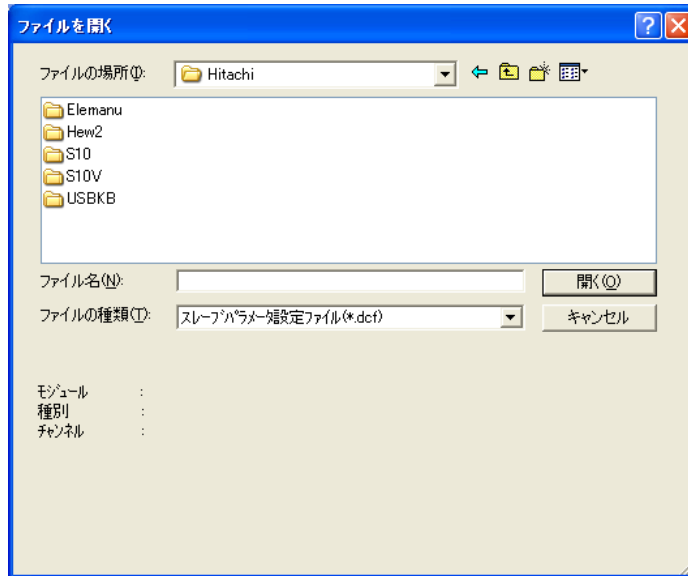 ファイルを開く
ファイルの場所(I): Hitachi
Elemanu
Hew2
S10
S10V
USBKB
ファイル名(N): 開く(O)
ファイルの種類(T): スレーブパラメータ設定ファイル(*.dcf) キャンセル
モジュール :
種別 :
チャンネル :